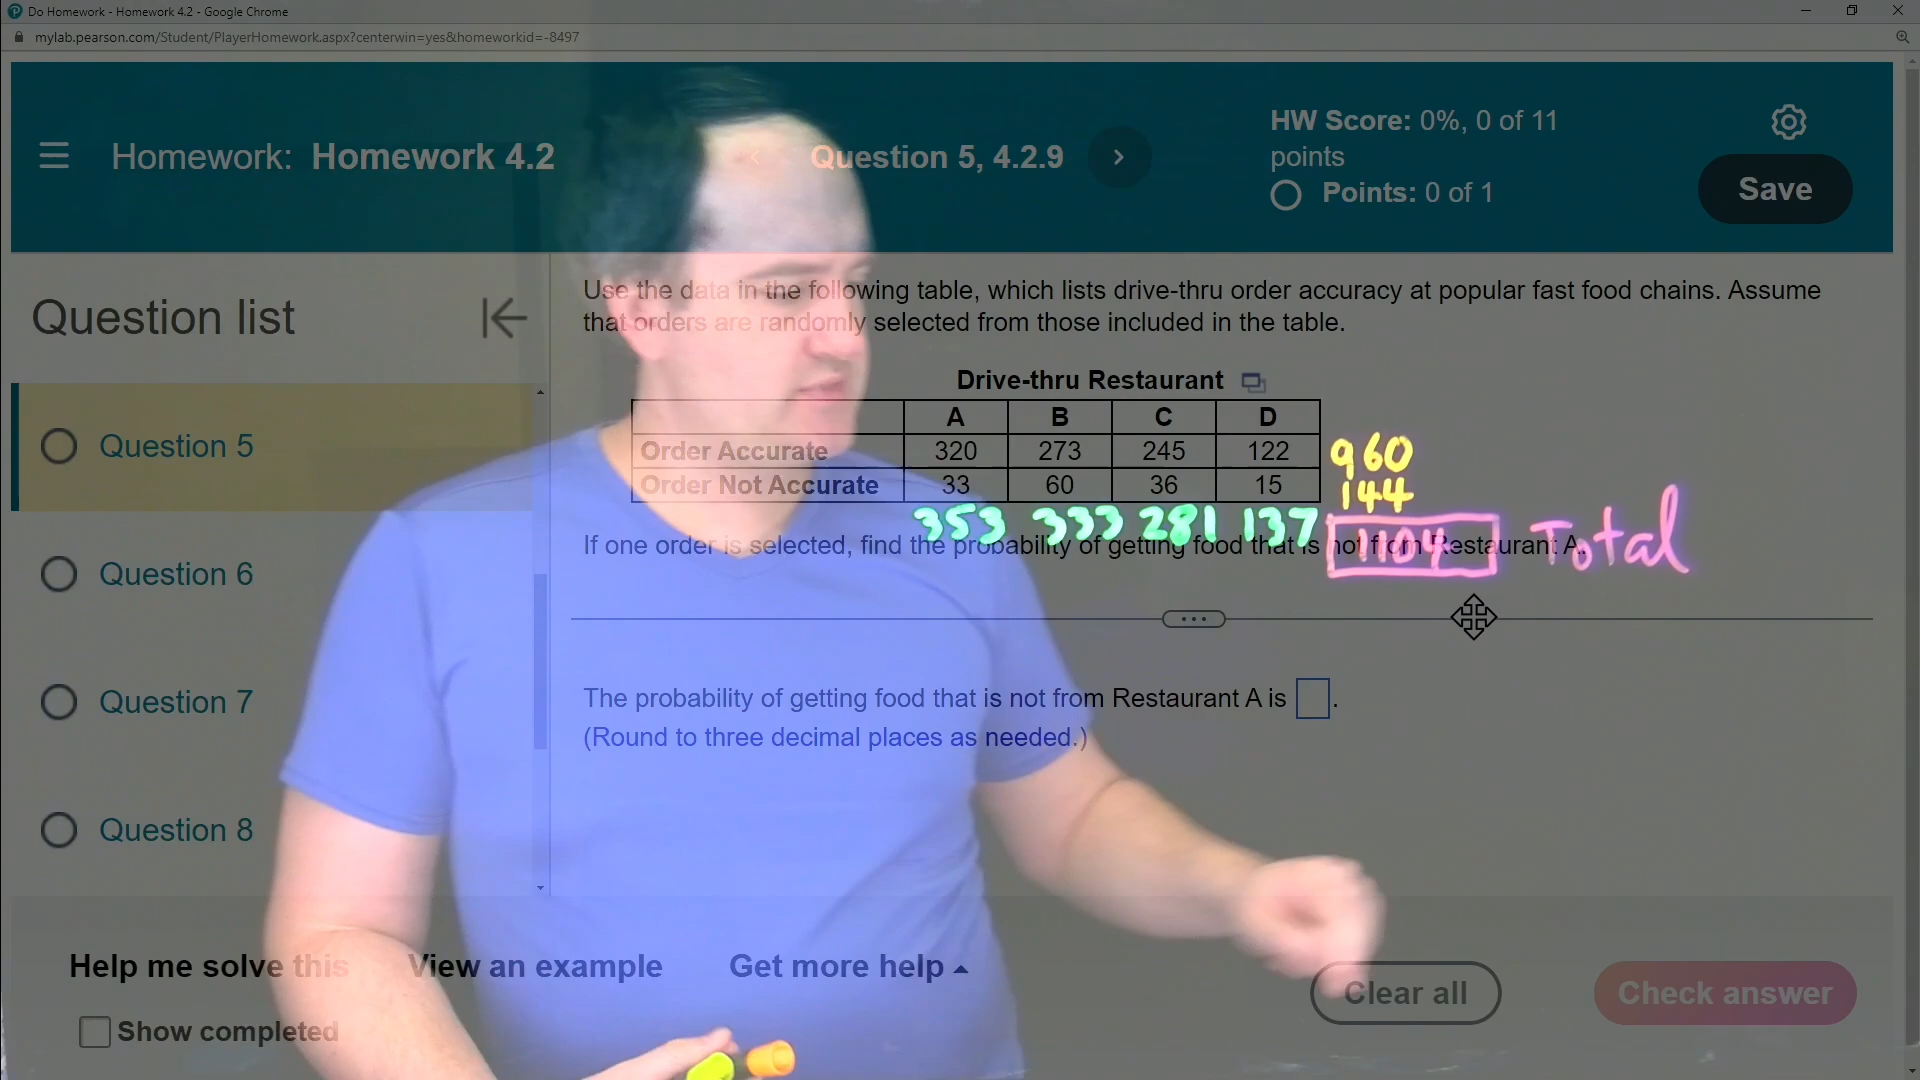 Do Homework - Homework 4.2 - Google Chrome
mylab.pearson.com/Student/PlayerHomework.aspx?centerwin=yes&homeworkid=-8497
Homework: Homework 4.2
Question 5, 4.2.9
HW Score: 0%, 0 of 11
points
Points: 0 of 1
Save
Question list
Question 5
Question 6
Question 7
Question 8
Use the data in the following table, which lists drive-thru order accuracy at popular fast food chains. Assume
that orders are randomly selected from those included in the table.
Drive-thru Restaurant
A B C D
Order Accurate 320 273 245 122 960
Order Not Accurate 33 60 36 15 144
353 333 281 137 1104 Total
If one order is selected, find the probability of getting food that is not from Restaurant A.
The probability of getting food that is not from Restaurant A is .
(Round to three decimal places as needed.)
Help me solve this
View an example
Get more help
Clear all
Check answer
Show completed